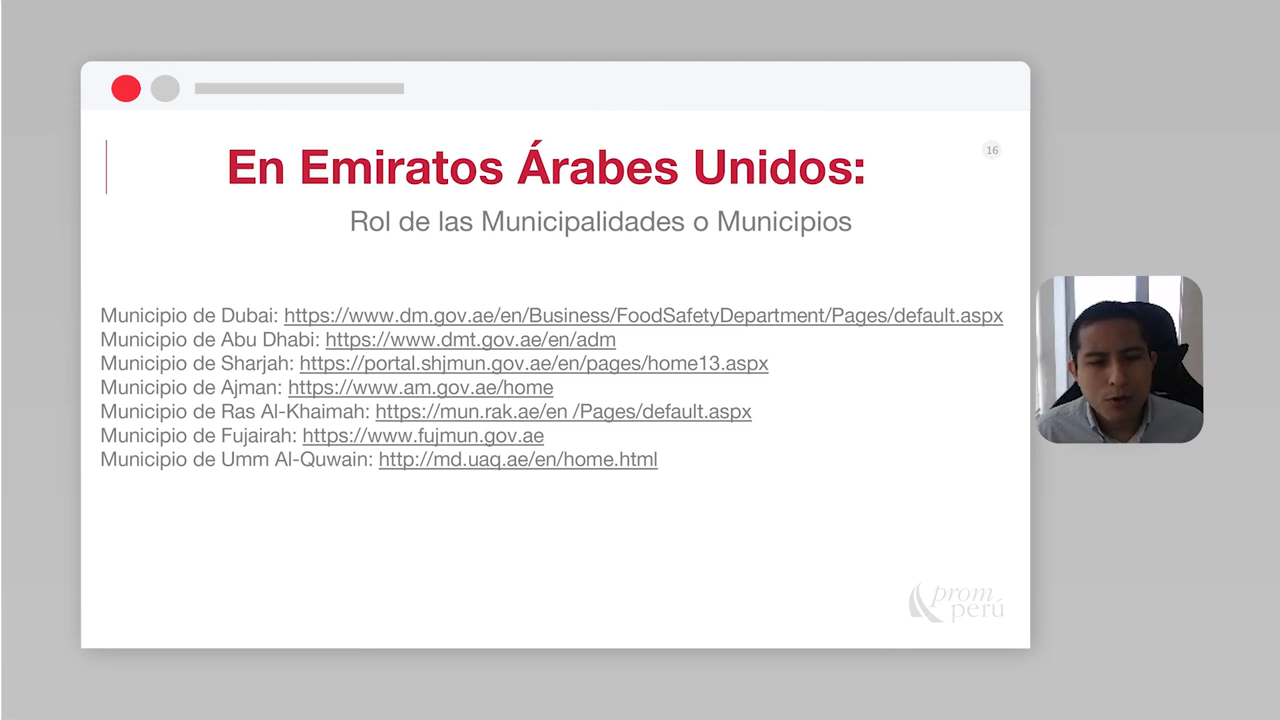 En Emiratos Árabes Unidos:
16
Rol de las Municipalidades o Municipios
Municipio de Dubai: https://www.dm.gov.ae/en/Business/FoodSafetyDepartment/Pages/default.aspx
Municipio de Abu Dhabi: https://www.dmt.gov.ae/en/adm
Municipio de Sharjah: https://portal.shjmun.gov.ae/en/pages/home13.aspx
Municipio de Ajman: https://www.am.gov.ae/home
Municipio de Ras Al-Khaimah: https://mun.rak.ae/en /Pages/default.aspx
Municipio de Fujairah: https://www.fujmun.gov.ae
Municipio de Umm Al-Quwain: http://md.uaq.ae/en/home.html
prom
perú